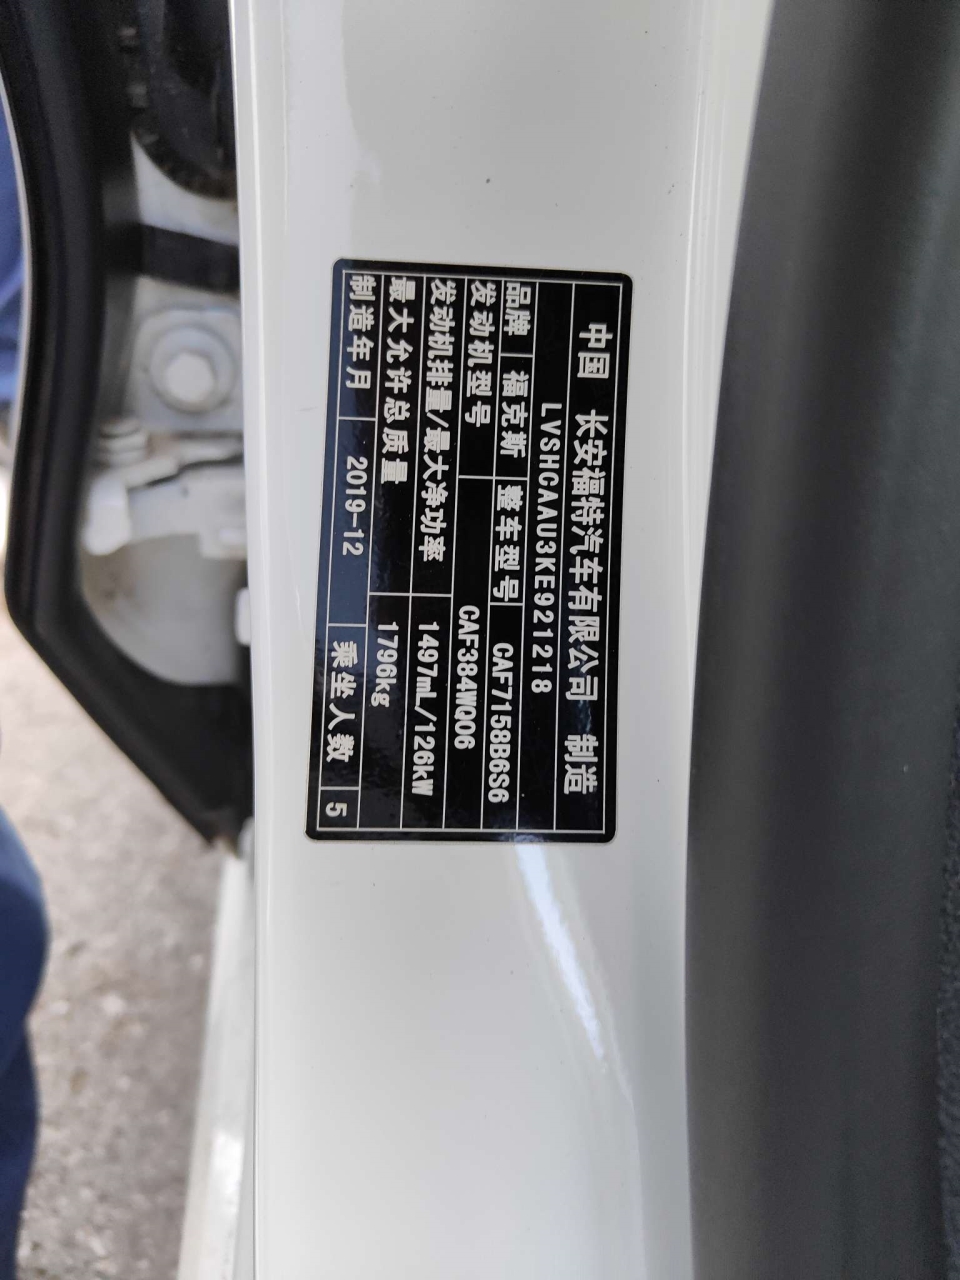 中国 长安福特汽车有限公司 制造
LVSHCAAU3KE921218
品牌 福克斯 整车型号 CAF7158B6S6
发动机型号 CAF384WQ06
发动机排量/最大净功率 1497mL/126kW
最大允许总质量 1796kg
制造年月 2019-12 乘坐人数 5